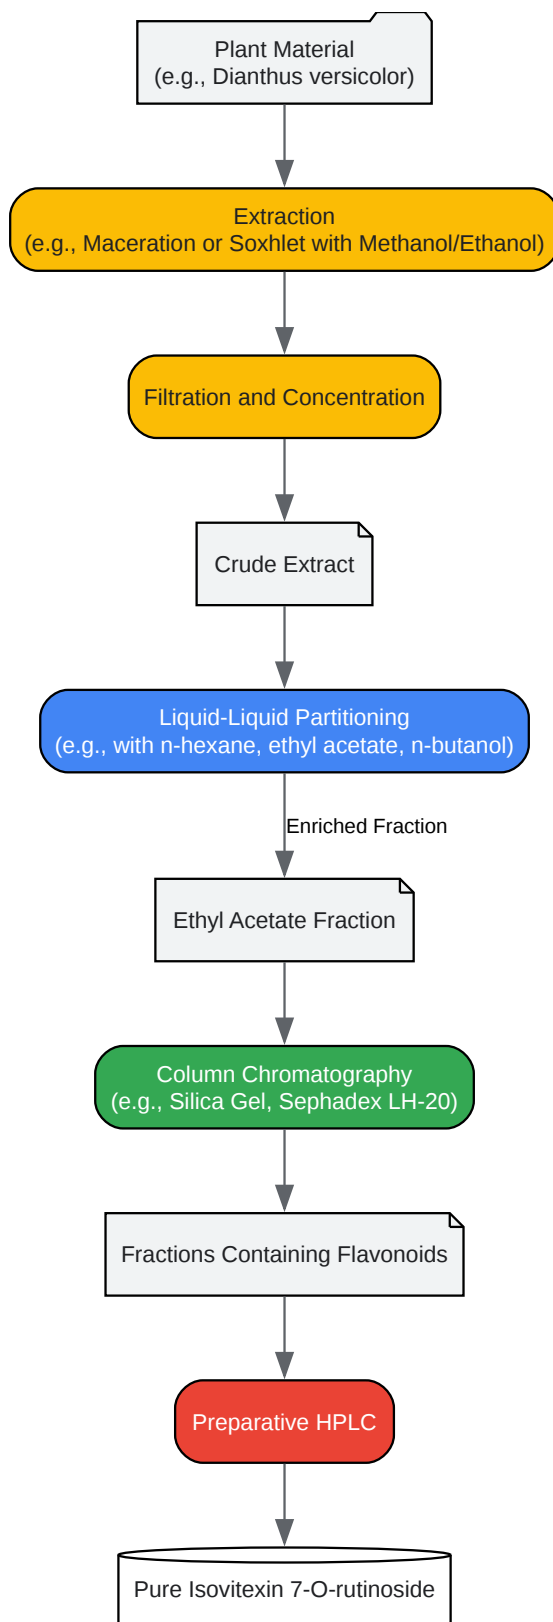 Plant Material
(e.g., Dianthus versicolor)
Extraction
(e.g., Maceration or Soxhlet with Methanol/Ethanol)
Filtration and Concentration
Crude Extract
Liquid-Liquid Partitioning
(e.g., with n-hexane, ethyl acetate, n-butanol)
Enriched Fraction
Ethyl Acetate Fraction
Column Chromatography
(e.g., Silica Gel, Sephadex LH-20)
Fractions Containing Flavonoids
Preparative HPLC
Pure Isovitexin 7-O-rutinoside